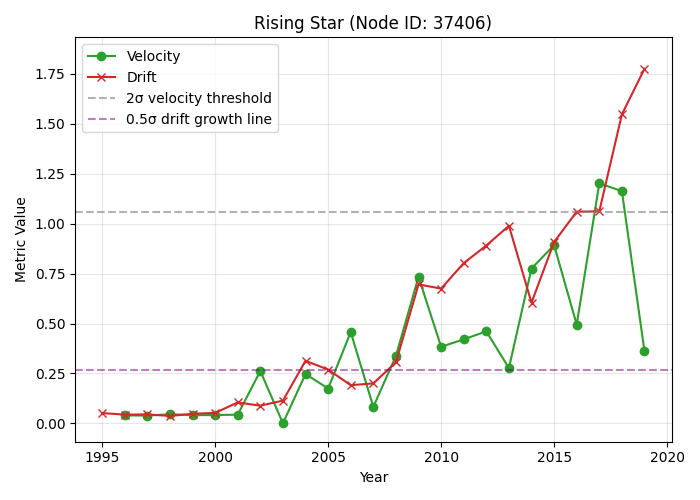 Rising Star (Node ID: 37406)
Velocity
Drift
2σ velocity threshold
0.5σ drift growth line
Metric Value
1.75
1.50
1.25
1.00
0.75
0.50
0.25
0.00
1995 2000 2005 2010 2015 2020
Year